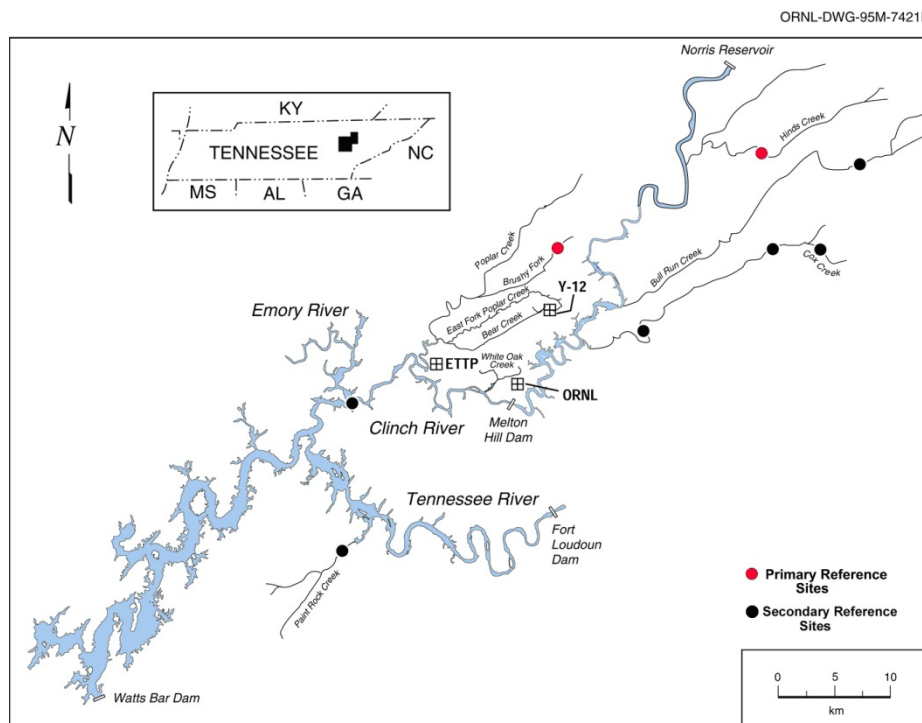 ORNL-DWG-95M-7421
Norris Reservoir
N
KY
TENNESSEE
NC
MS
AL
GA
Hinds Creek
Poplar Creek
Brushy Fork
Bull Run Creek
Cox Creek
East Fork Poplar Creek
Y-12
Bear Creek
Emory River
ETTP
White Oak
Creek
ORNL
Clinch River
Melton
Hill Dam
Tennessee River
Fort
Loudoun
Dam
Paint Rock Creek
Primary Reference
Sites
Secondary Reference
Sites
Watts Bar Dam
0 5 10
km